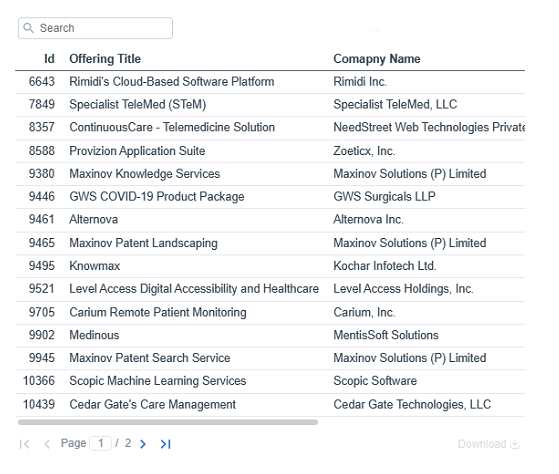 Search
Id Offering Title Comapny Name
6643 Rimidi's Cloud-Based Software Platform Rimidi Inc.
7849 Specialist TeleMed (STeM) Specialist TeleMed, LLC
8357 ContinuousCare - Telemedicine Solution NeedStreet Web Technologies Private
8588 Provizion Application Suite Zoeticx, Inc.
9380 Maxinov Knowledge Services Maxinov Solutions (P) Limited
9446 GWS COVID-19 Product Package GWS Surgicals LLP
9461 Alternova Alternova Inc.
9465 Maxinov Patent Landscaping Maxinov Solutions (P) Limited
9495 Knowmax Kochar Infotech Ltd.
9521 Level Access Digital Accessibility and Healthcare Level Access Holdings, Inc.
9705 Carium Remote Patient Monitoring Carium, Inc.
9902 Medinous MentisSoft Solutions
9945 Maxinov Patent Search Service Maxinov Solutions (P) Limited
10366 Scopic Machine Learning Services Scopic Software
10439 Cedar Gate's Care Management Cedar Gate Technologies, LLC
Page 1 / 2 Download